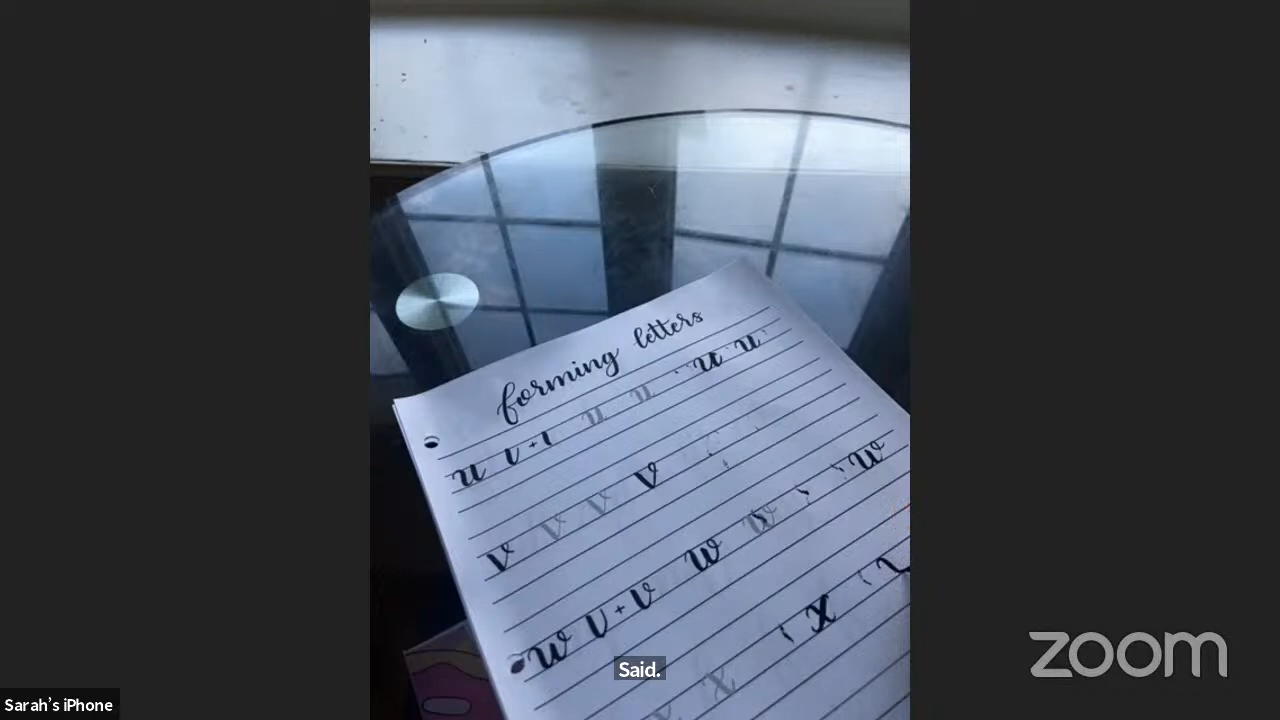 forming letters
u ı + ı u u u u
v v v v
w v + v w w w
x x
Said.
Sarah's iPhone
zoom